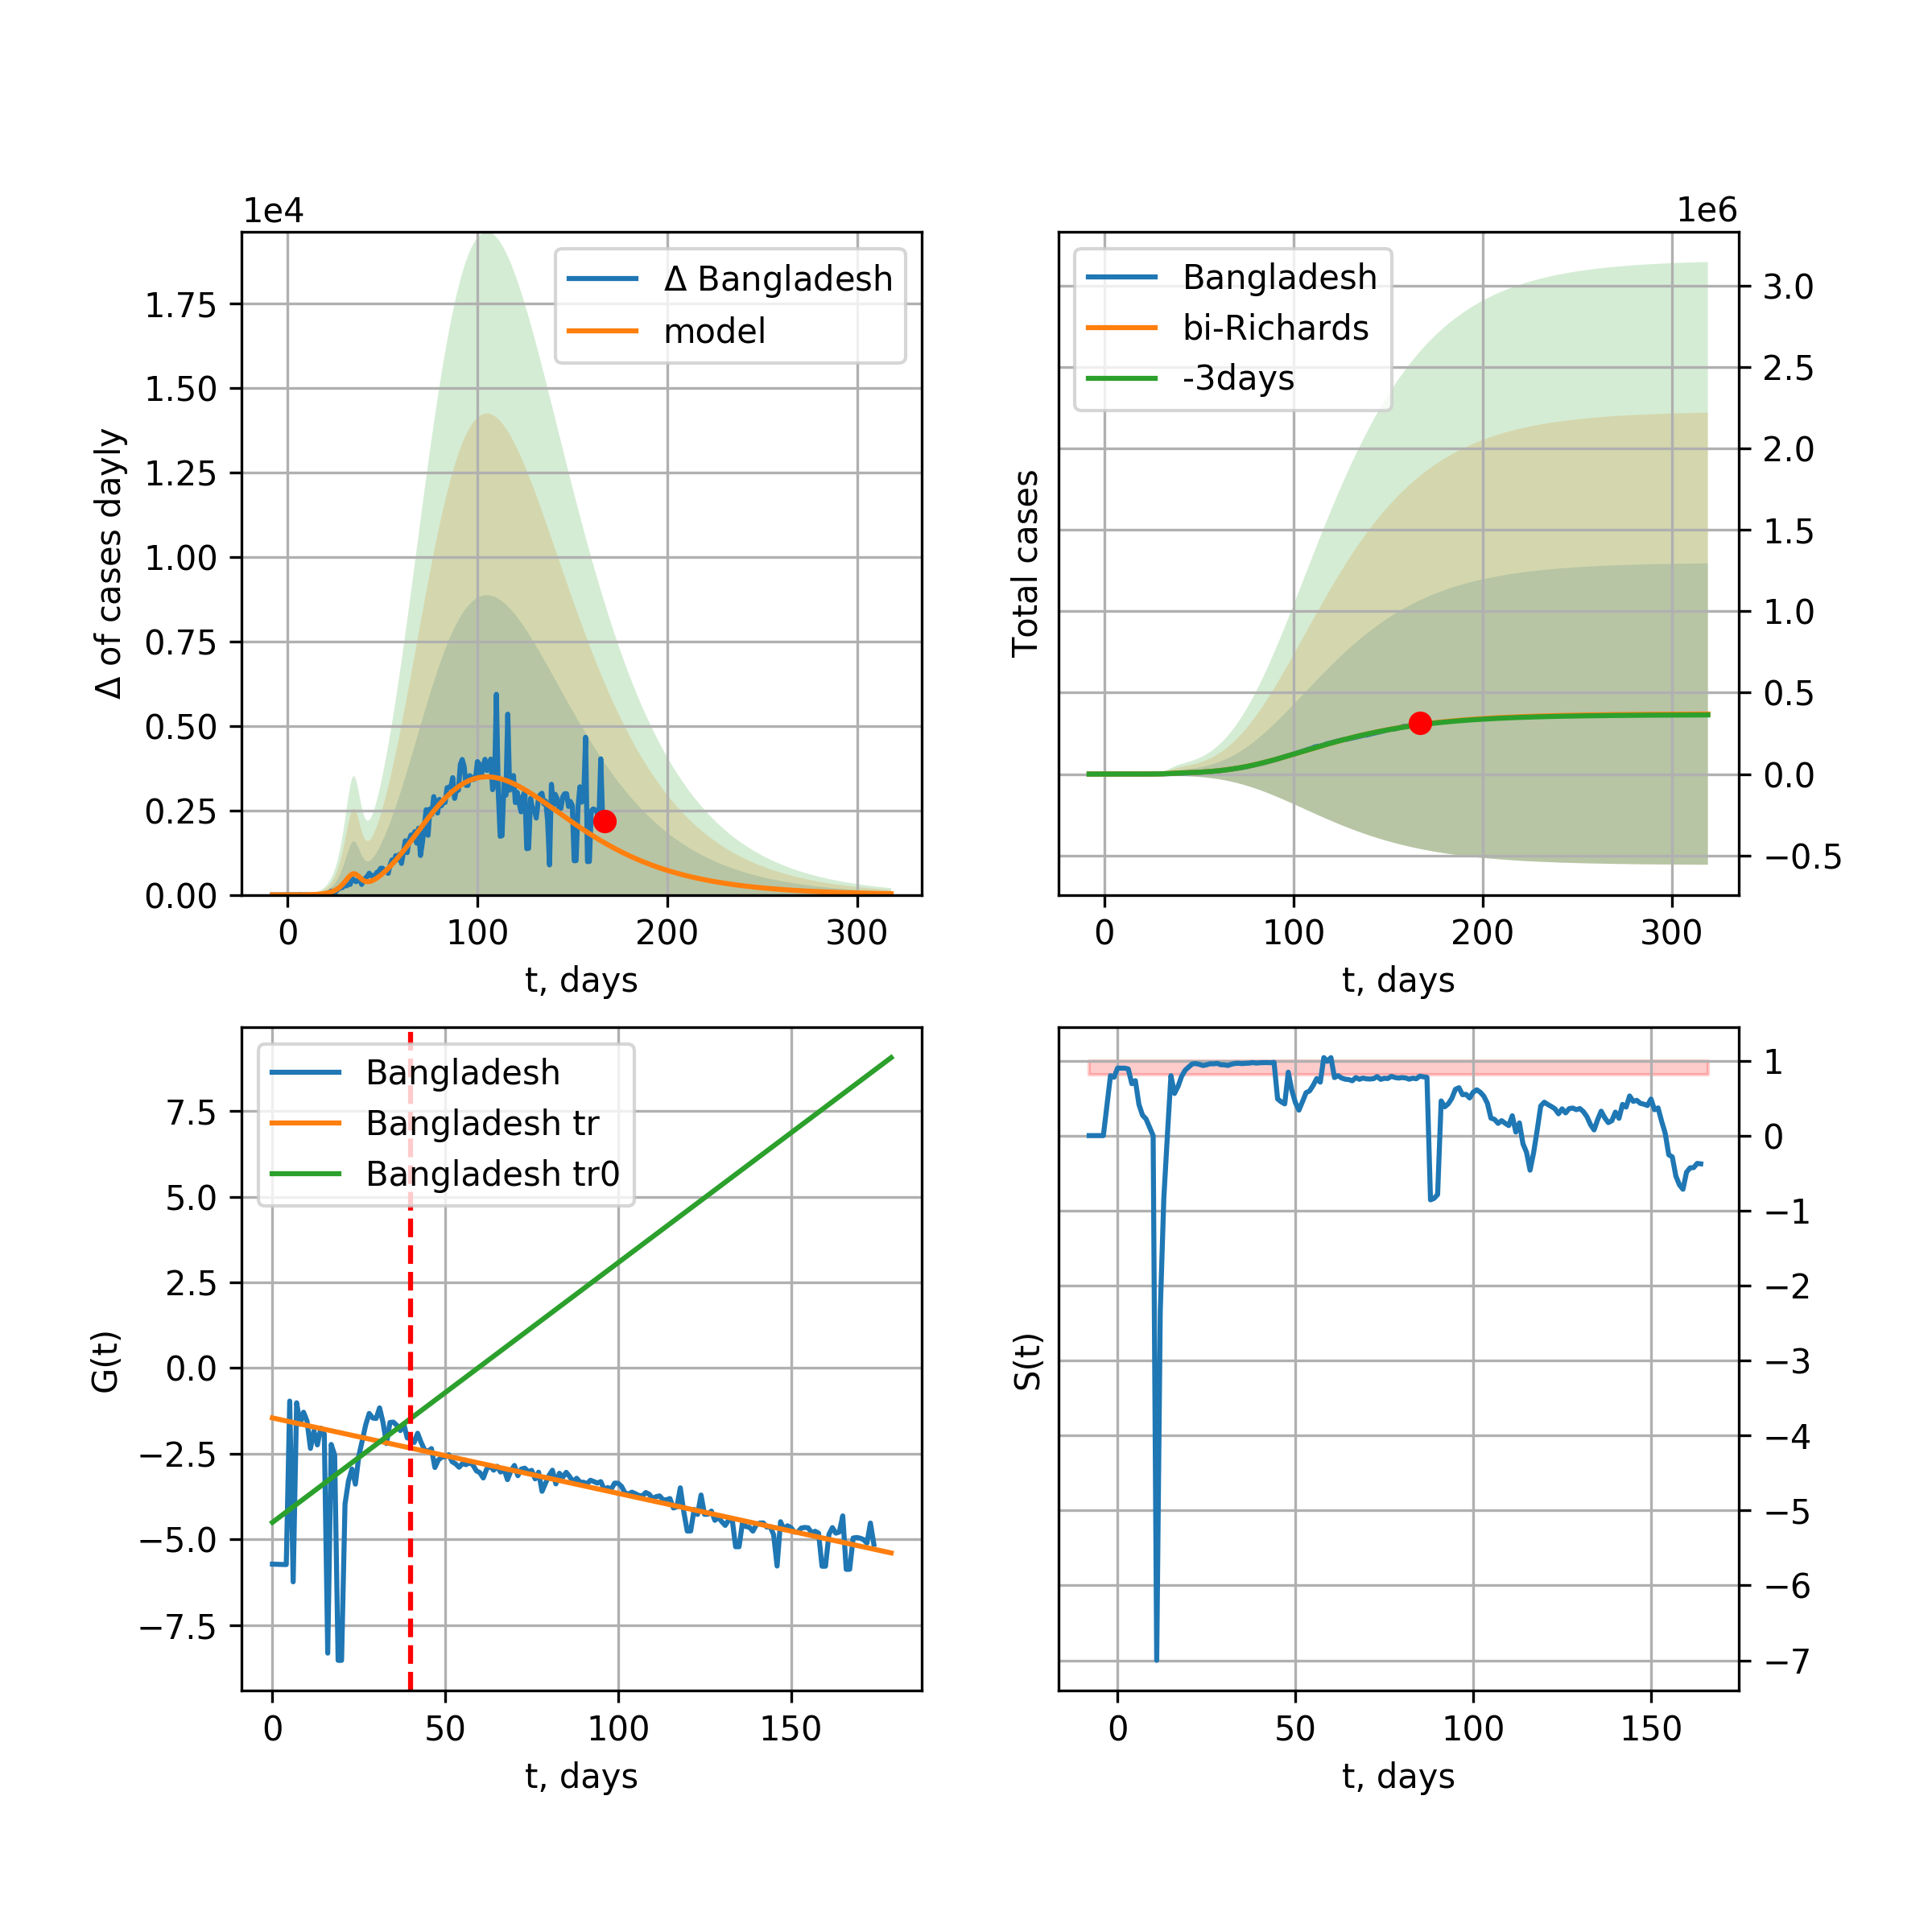 1e4
Δ Bangladesh
model
1.75
1.50
1.25
1.00
0.75
0.50
0.25
0.00
0 100 200 300
t, days
Δ of cases dayly
1e6
Bangladesh
bi-Richards
-3days
3.0
2.5
2.0
1.5
1.0
0.5
0.0
−0.5
0 100 200 300
t, days
Total cases
Bangladesh
Bangladesh tr
Bangladesh tr0
7.5
5.0
2.5
0.0
−2.5
−5.0
−7.5
0 50 100 150
t, days
G(t)
1
0
−1
−2
−3
−4
−5
−6
−7
0 50 100 150
t, days
S(t)